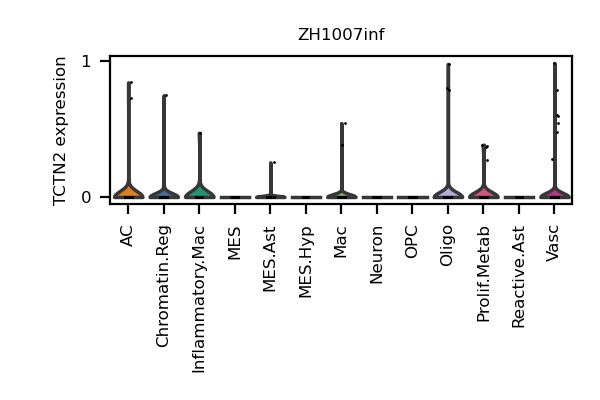 ZH1007inf
TCTN2 expression
1
0
AC
Chromatin.Reg
Inflammatory.Mac
MES
MES.Ast
MES.Hyp
Mac
Neuron
OPC
Oligo
Prolif.Metab
Reactive.Ast
Vasc